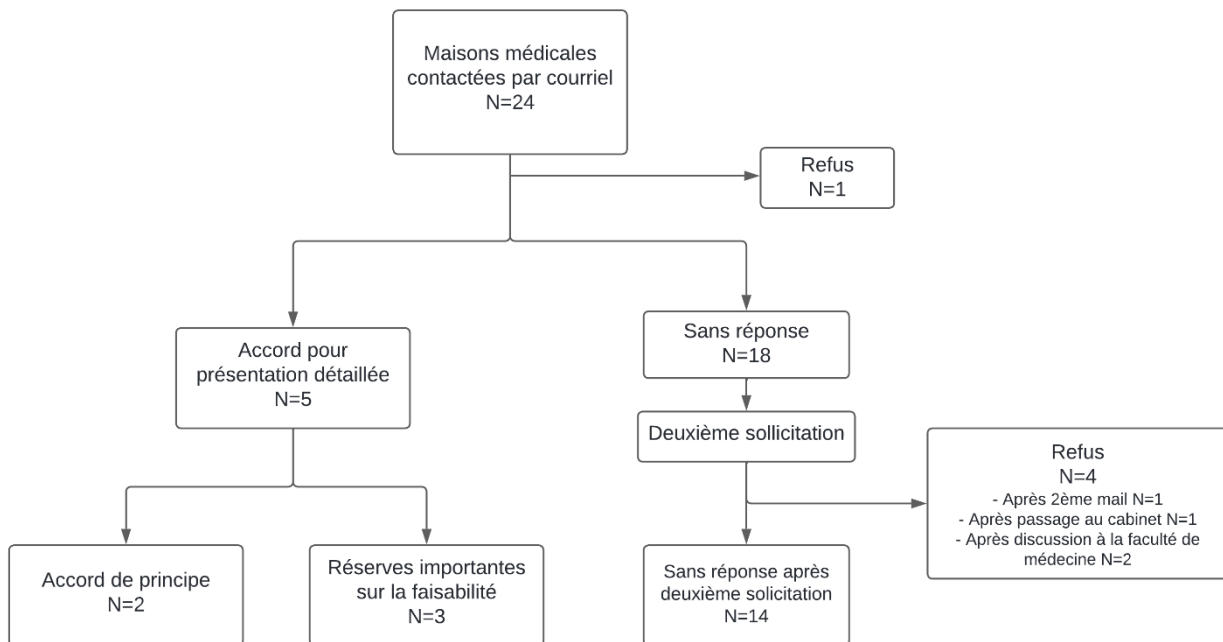 Maisons médicales
contactées par courriel
N=24
Refus
N=1
Accord pour
présentation détaillée
N=5
Sans réponse
N=18
Deuxième sollicitation
Refus
N=4
- Après 2ème mail N=1
- Après passage au cabinet N=1
- Après discussion à la faculté de
médecine N=2
Accord de principe
N=2
Réserves importantes
sur la faisabilité
N=3
Sans réponse après
deuxième solicitation
N=14